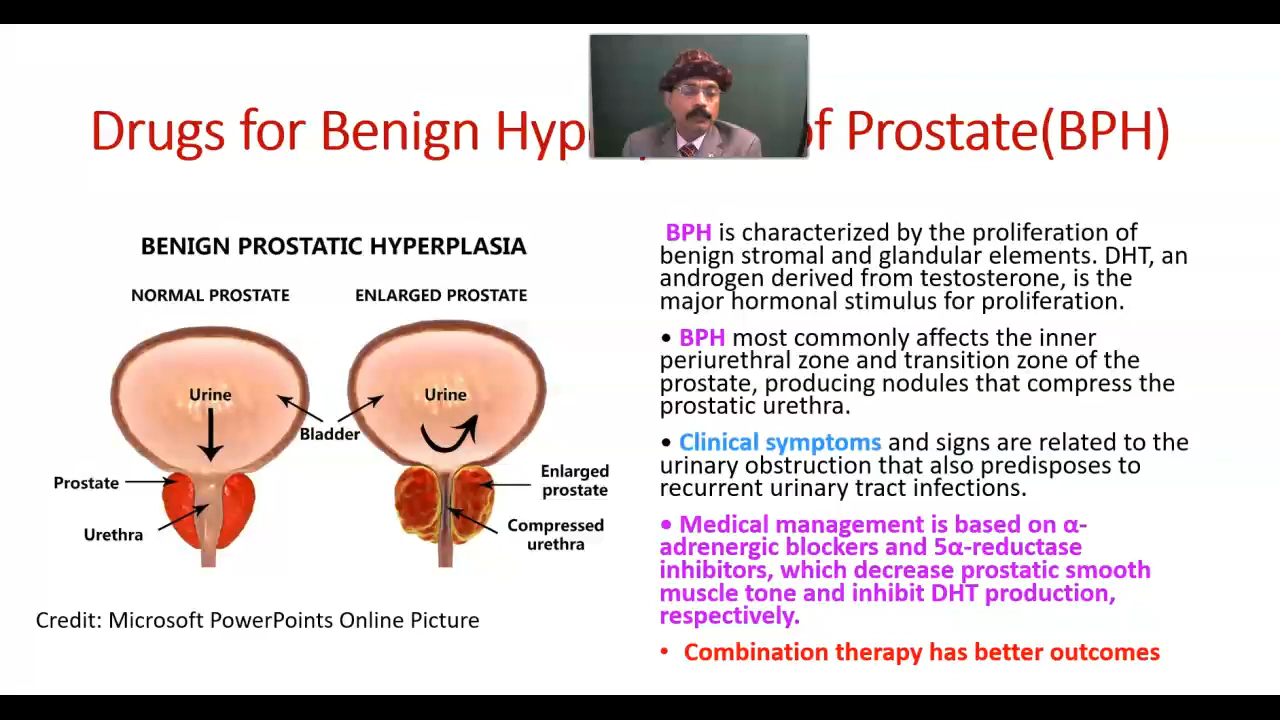 Drugs for Benign Hyp of Prostate(BPH)
BENIGN PROSTATIC HYPERPLASIA
NORMAL PROSTATE
ENLARGED PROSTATE
Urine
Urine
Bladder
Prostate
Urethra
Enlarged
prostate
Compressed
urethra
Credit: Microsoft PowerPoints Online Picture
BPH is characterized by the proliferation of
benign stromal and glandular elements. DHT, an
androgen derived from testosterone, is the
major hormonal stimulus for proliferation.
• BPH most commonly affects the inner
periurethral zone and transition zone of the
prostate, producing nodules that compress the
prostatic urethra.
• Clinical symptoms and signs are related to the
urinary obstruction that also predisposes to
recurrent urinary tract infections.
• Medical management is based on α-
adrenergic blockers and 5α-reductase
inhibitors, which decrease prostatic smooth
muscle tone and inhibit DHT production,
respectively.
• Combination therapy has better outcomes